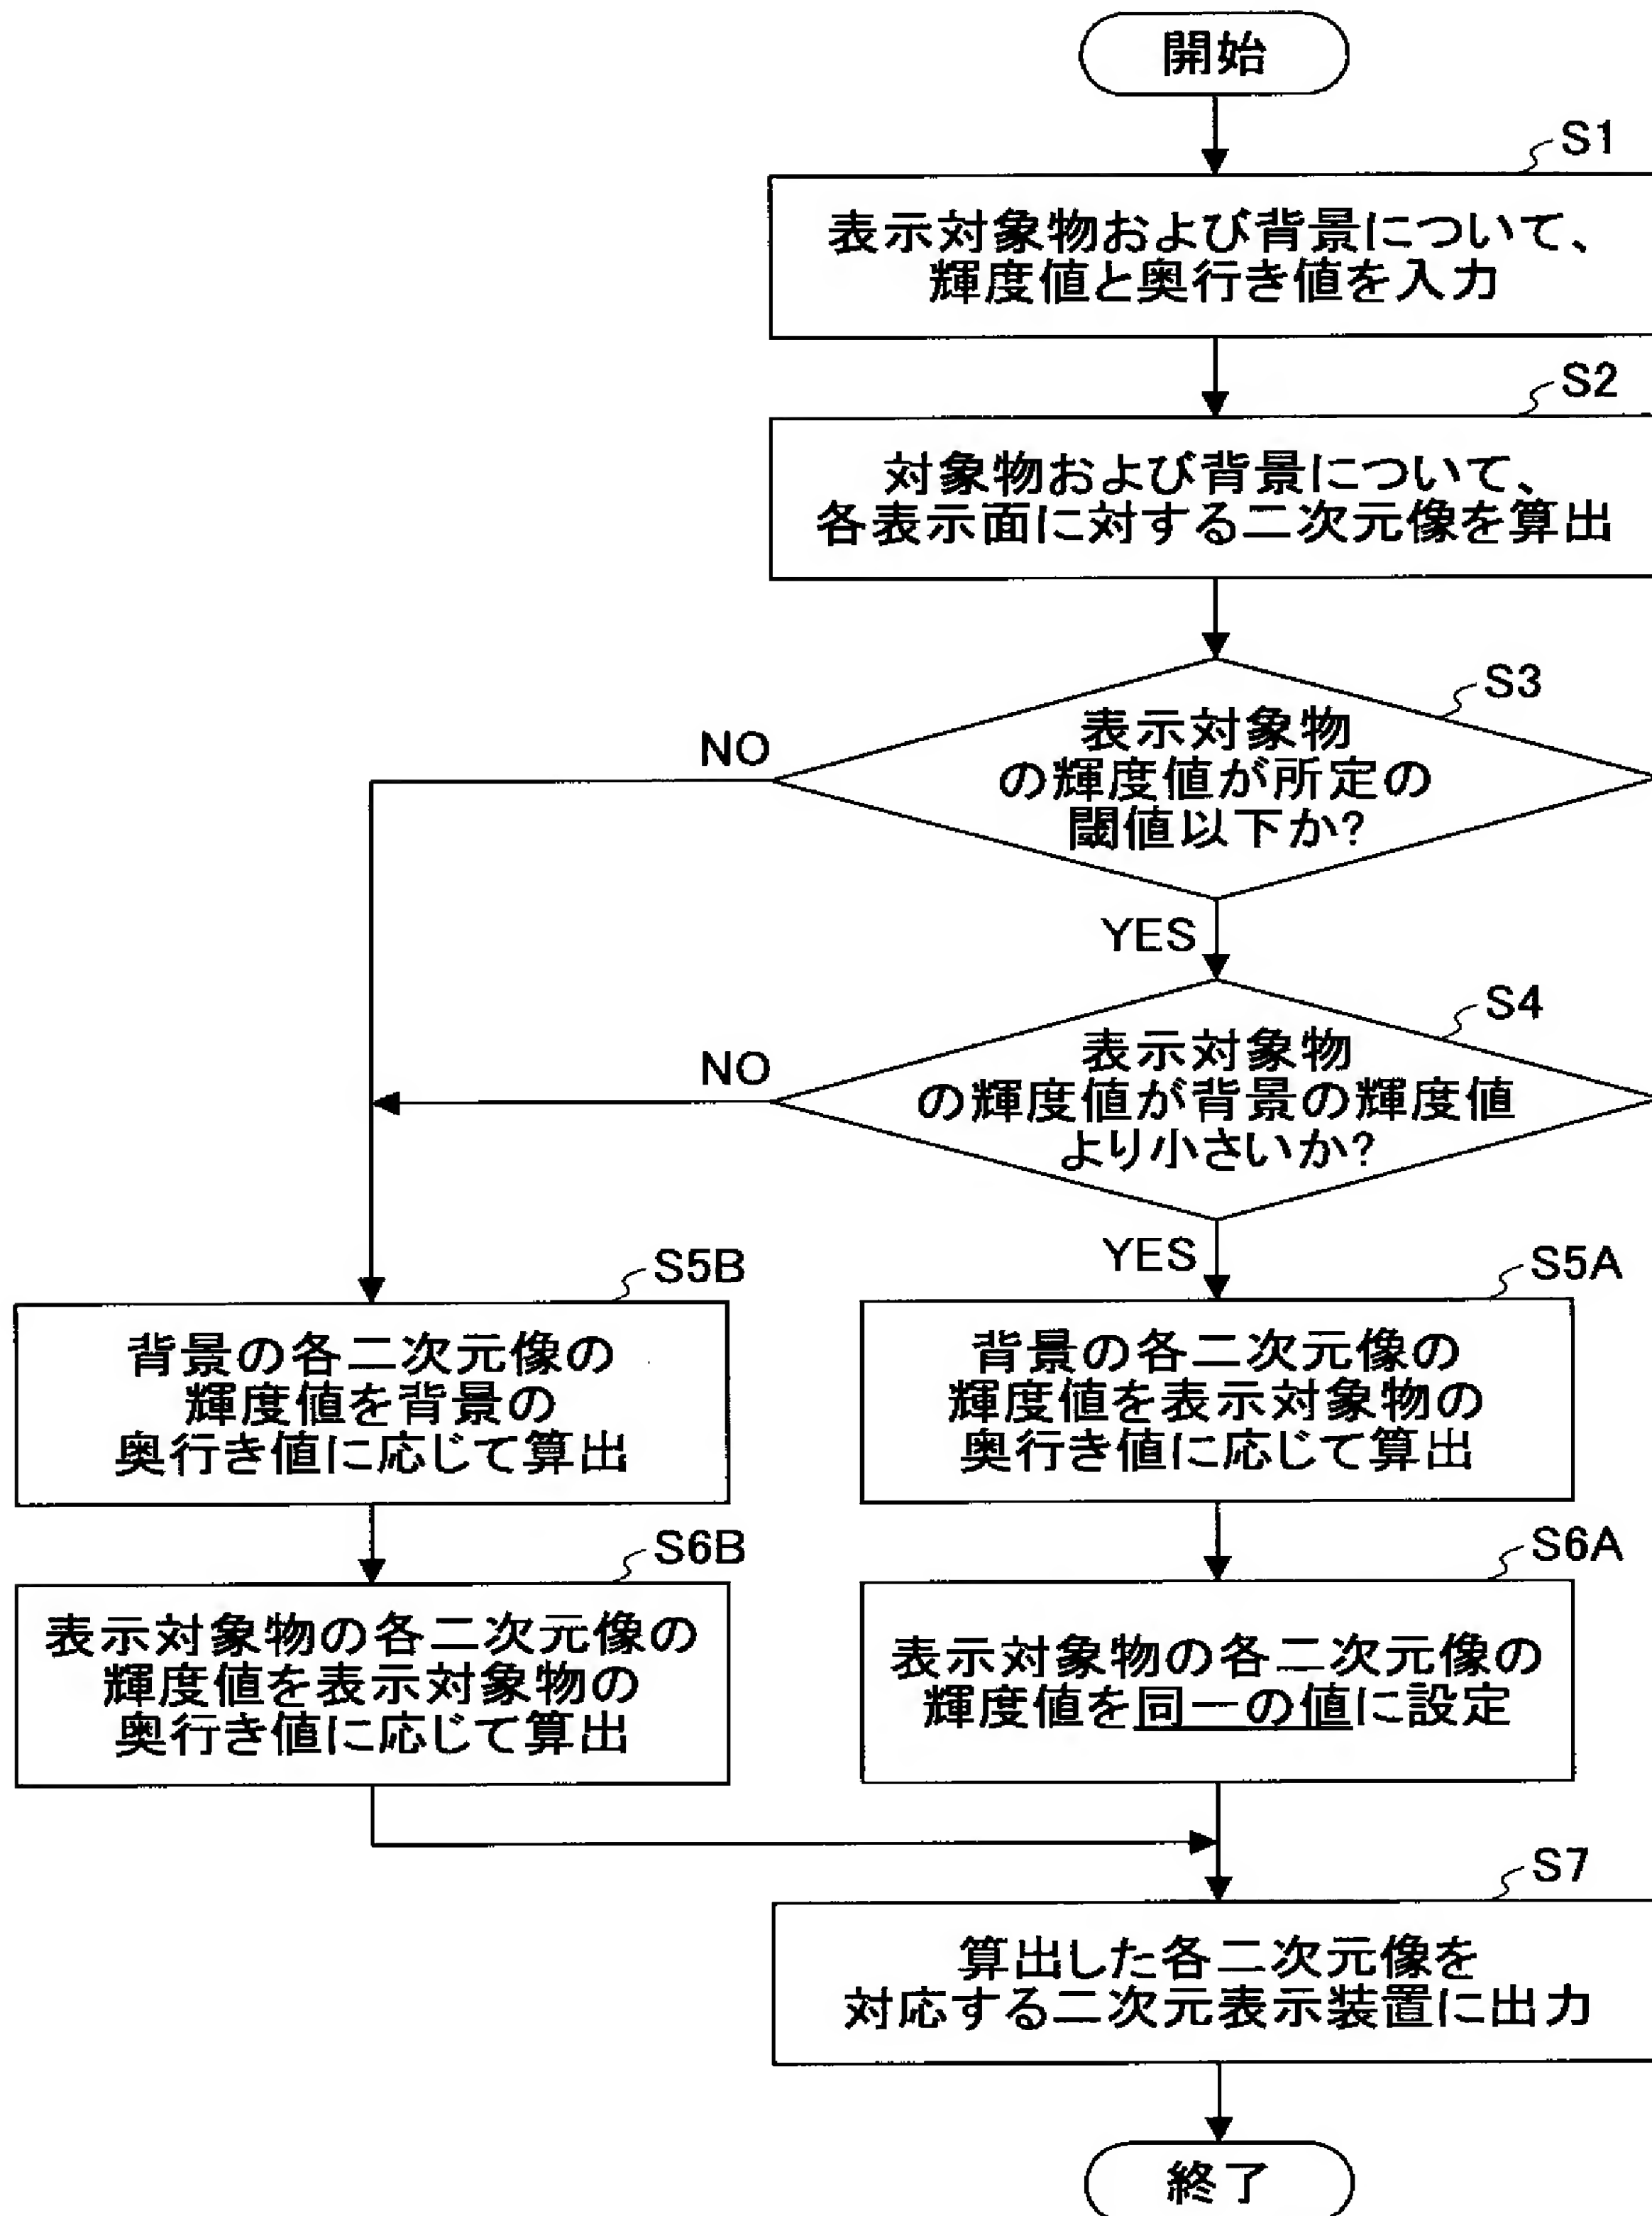 開始
S1
表示対象物および背景について、
輝度値と奥行き値を入力
S2
対象物および背景について、
各表示面に対する二次元像を算出
S3
表示対象物
の輝度値が所定の
閾値以下か?
NO
YES
S4
表示対象物
の輝度値が背景の輝度値
より小さいか?
NO
YES
S5B
背景の各二次元像の
輝度値を背景の
奥行き値に応じて算出
S5A
背景の各二次元像の
輝度値を表示対象物の
奥行き値に応じて算出
S6B
表示対象物の各二次元像の
輝度値を表示対象物の
奥行き値に応じて算出
S6A
表示対象物の各二次元像の
輝度値を同一の値に設定
S7
算出した各二次元像を
対応する二次元表示装置に出力
終了